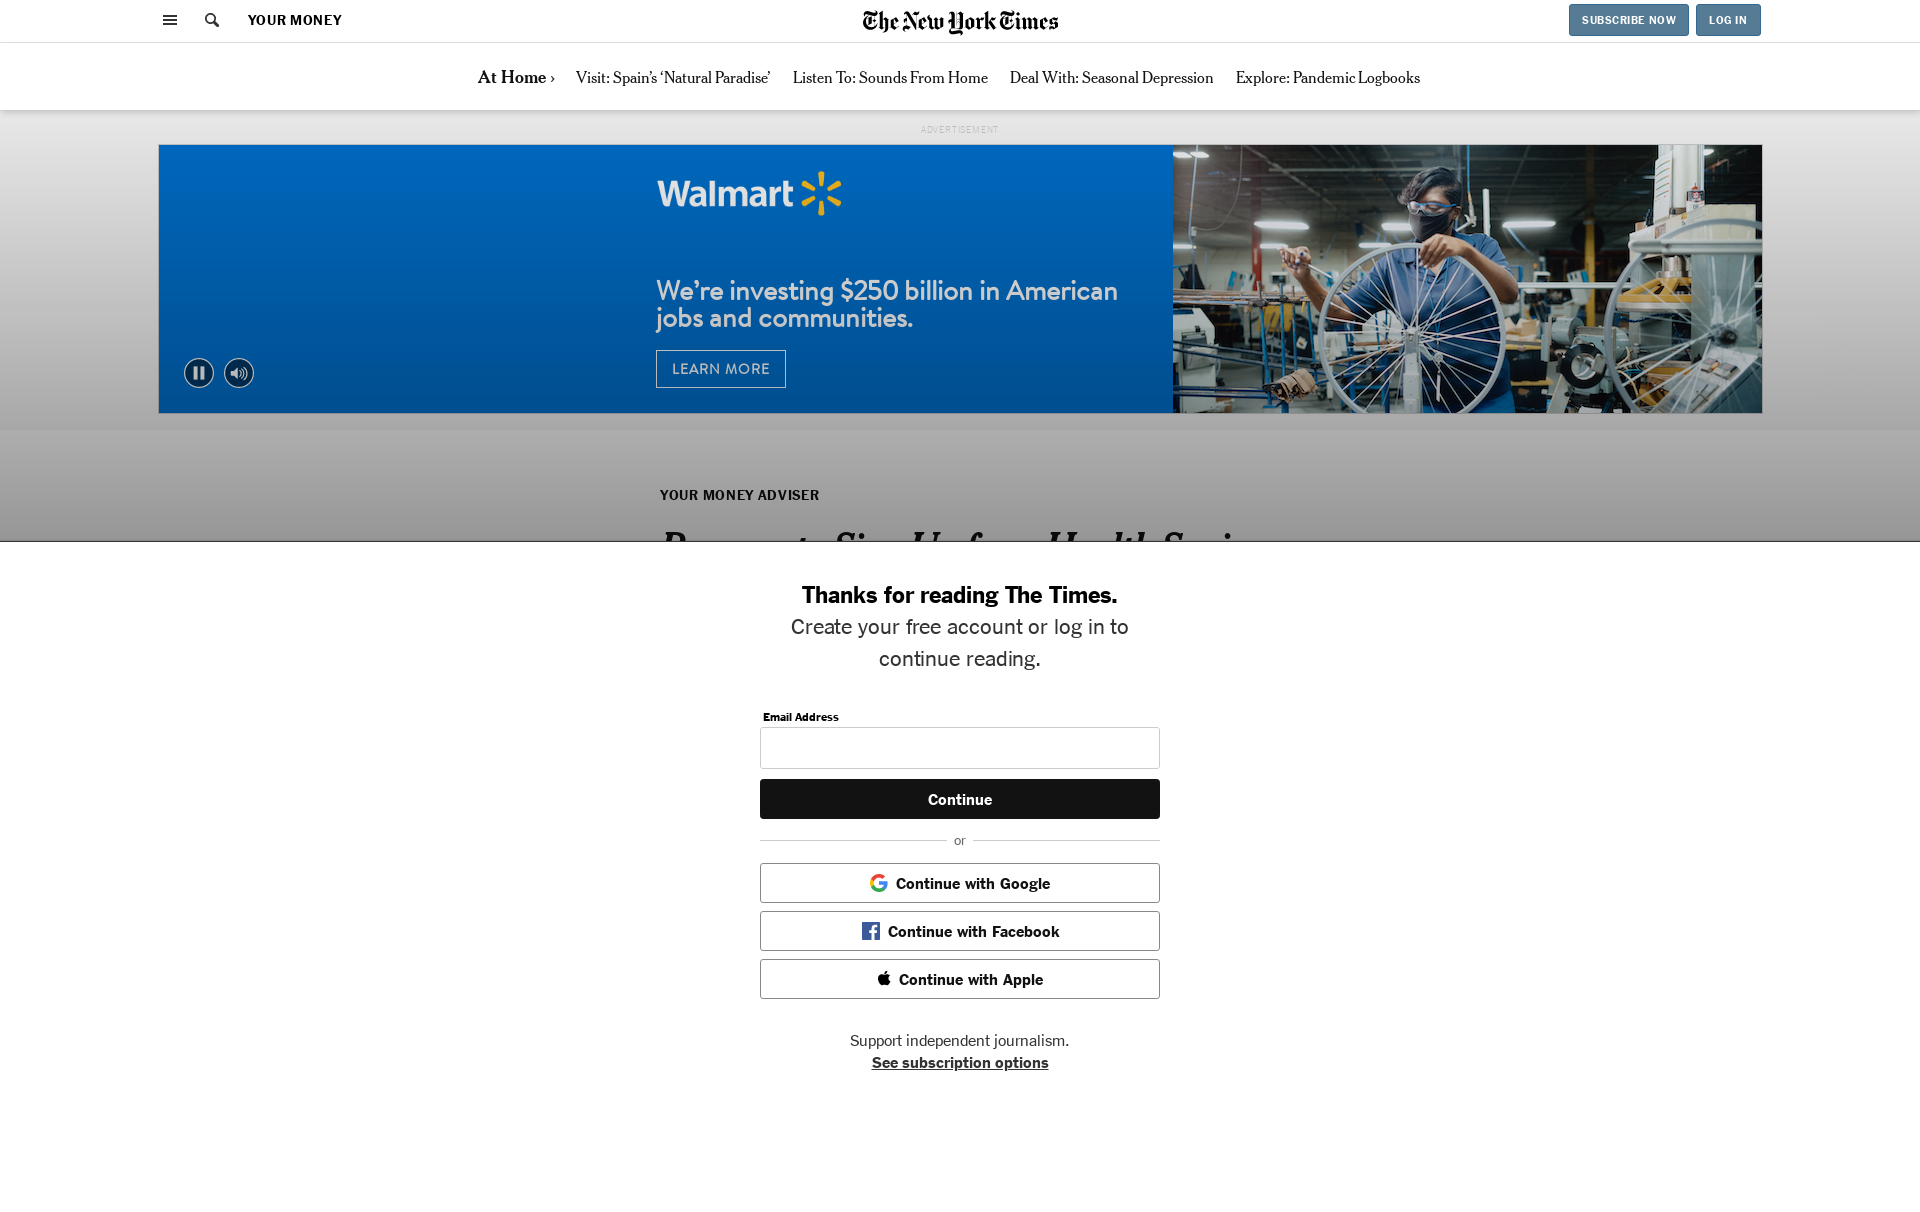 YOUR MONEY
The New York Times
SUBSCRIBE NOW
LOG IN
At Home ›
Visit: Spain’s ‘Natural Paradise’
Listen To: Sounds From Home
Deal With: Seasonal Depression
Explore: Pandemic Logbooks
ADVERTISEMENT
Walmart
We’re investing $250 billion in American
jobs and communities.
LEARN MORE
YOUR MONEY ADVISER
Thanks for reading The Times.
Create your free account or log in to
continue reading.
Email Address
Continue
or
Continue with Google
Continue with Facebook
Continue with Apple
Support independent journalism.
See subscription options